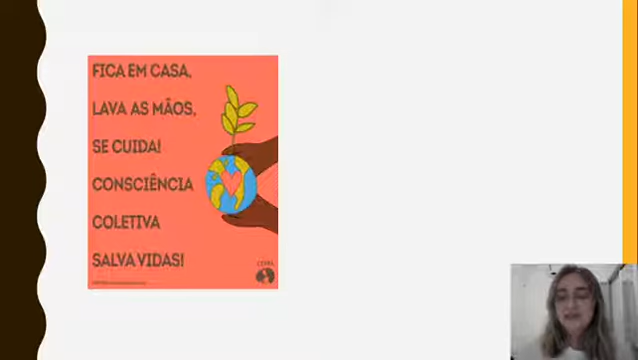 FICA EM CASA,
LAVA AS MÃOS,
SE CUIDA!
CONSCIÊNCIA
COLETIVA
SALVA VIDAS!